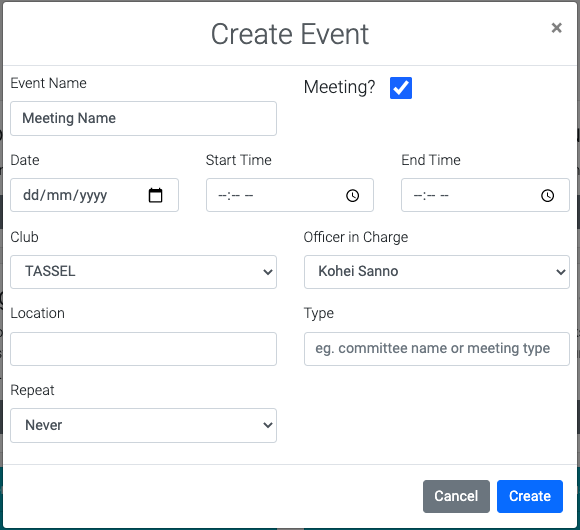 Create Event
×
Event Name
Meeting?
Meeting Name
Date
Start Time
End Time
dd/mm/yyyy
--:-- --
--:-- --
Club
Officer in Charge
TASSEL
Kohei Sanno
Location
Type
eg. committee name or meeting type
Repeat
Never
Cancel
Create